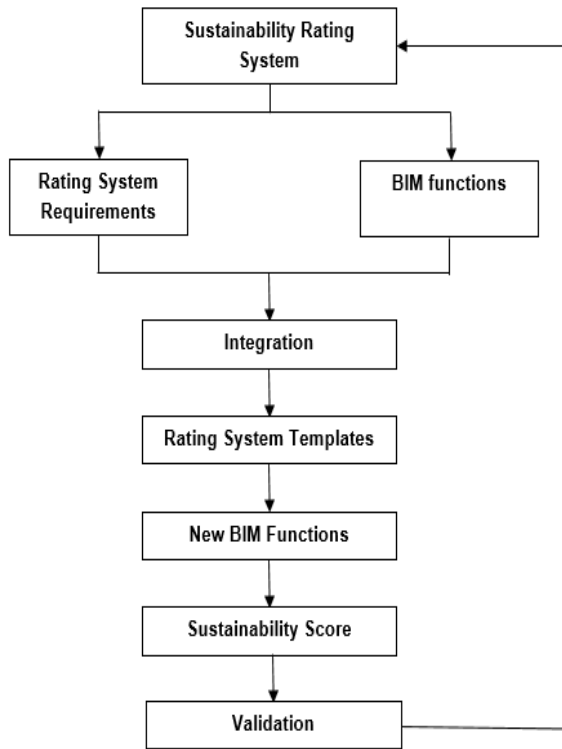 Sustainability Rating
System
Rating System
Requirements
BIM functions
Integration
Rating System Templates
New BIM Functions
Sustainability Score
Validation